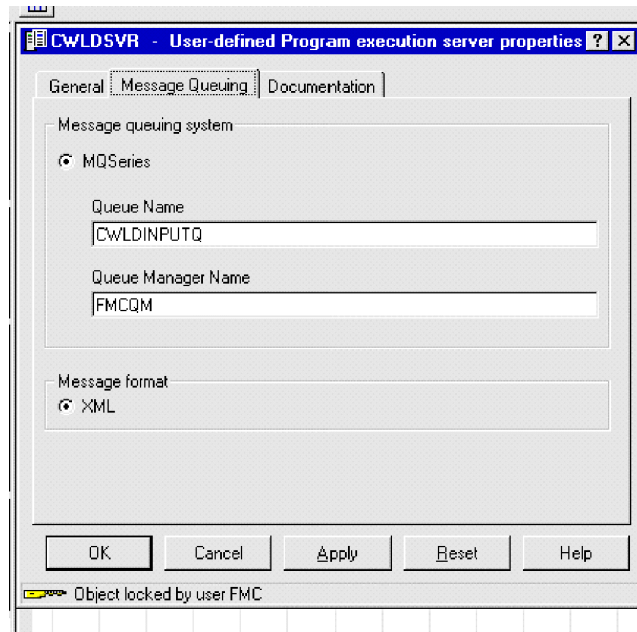 CWLDSVR - User-defined Program execution server properties ? X
General Message Queuing Documentation
Message queuing system
MQSeries
Queue Name
CWLDINPUTQ
Queue Manager Name
FMCQM
Message format
XML
OK Cancel Apply Reset Help
Object locked by user FMC